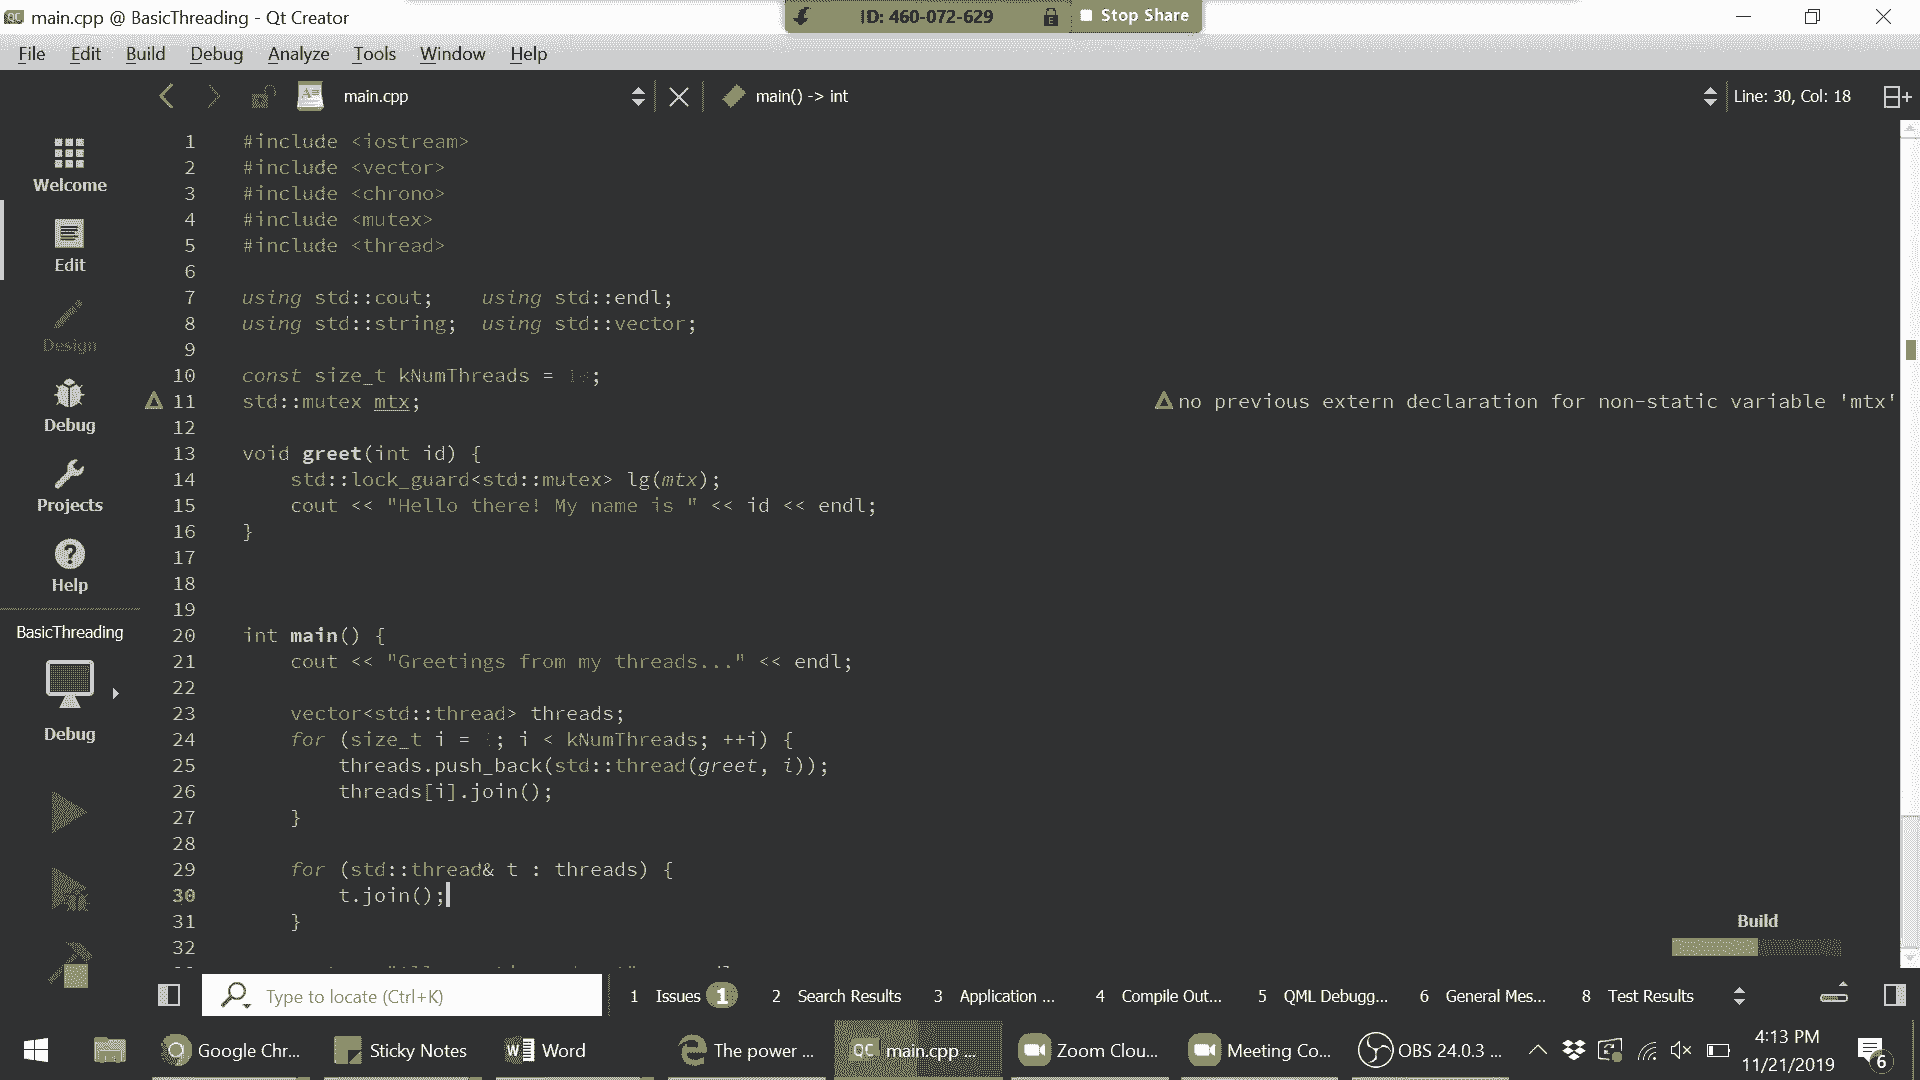 main.cpp @ BasicThreading - Qt Creator
ID: 460-072-629
Stop Share
File Edit Build Debug Analyze Tools Window Help
main.cpp
main() -> int
Line: 30, Col: 18
Welcome
Edit
Design
Debug
Projects
Help
BasicThreading
Debug
1 #include <iostream>
2 #include <vector>
3 #include <chrono>
4 #include <mutex>
5 #include <thread>
6
7 using std::cout; using std::endl;
8 using std::string; using std::vector;
9
10 const size_t kNumThreads = ;
11 std::mutex mtx; no previous extern declaration for non-static variable 'mtx'
12
13 void greet(int id) {
14 std::lock_guard<std::mutex> lg(mtx);
15 cout << "Hello there! My name is " << id << endl;
16 }
17
18
19
20 int main() {
21 cout << "Greetings from my threads..." << endl;
22
23 vector<std::thread> threads;
24 for (size_t i = ; i < kNumThreads; ++i) {
25 threads.push_back(std::thread(greet, i));
26 threads[i].join();
27 }
28
29 for (std::thread& t : threads) {
30 t.join();
31 }
32
Build
Type to locate (Ctrl+K)
1 Issues 1 2 Search Results 3 Application ... 4 Compile Out... 5 QML Debugg... 6 General Mes... 8 Test Results
Google Chr... Sticky Notes Word The power ... main.cpp ... Zoom Clou... Meeting Co... OBS 24.0.3 ...
4:13 PM
11/21/2019
6